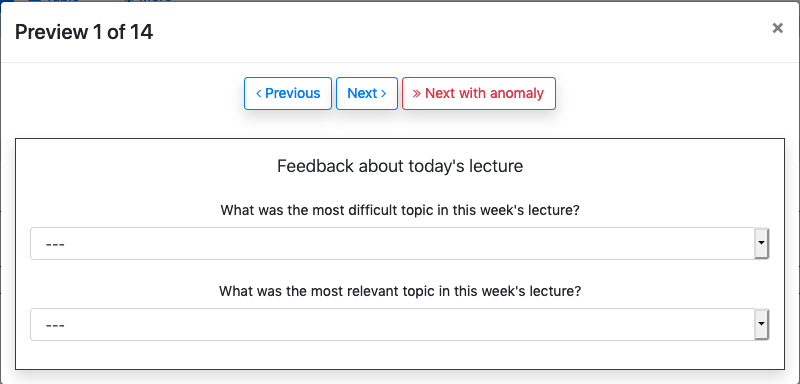 Preview 1 of 14
×
‹ Previous Next › » Next with anomaly
Feedback about today's lecture
What was the most difficult topic in this week's lecture?
---
What was the most relevant topic in this week's lecture?
---